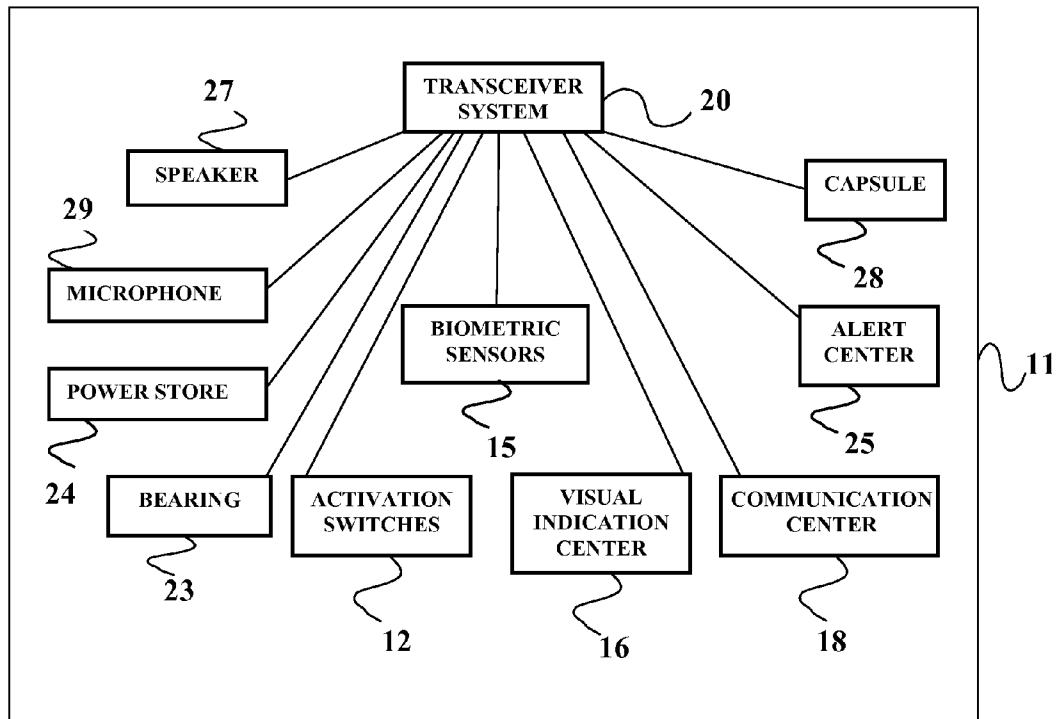 27
TRANSCEIVER
SYSTEM
20
SPEAKER
CAPSULE
29
28
MICROPHONE
BIOMETRIC
SENSORS
ALERT
CENTER
11
POWER STORE
15
25
24
BEARING
ACTIVATION
SWITCHES
VISUAL
INDICATION
CENTER
COMMUNICATION
CENTER
23
12
16
18